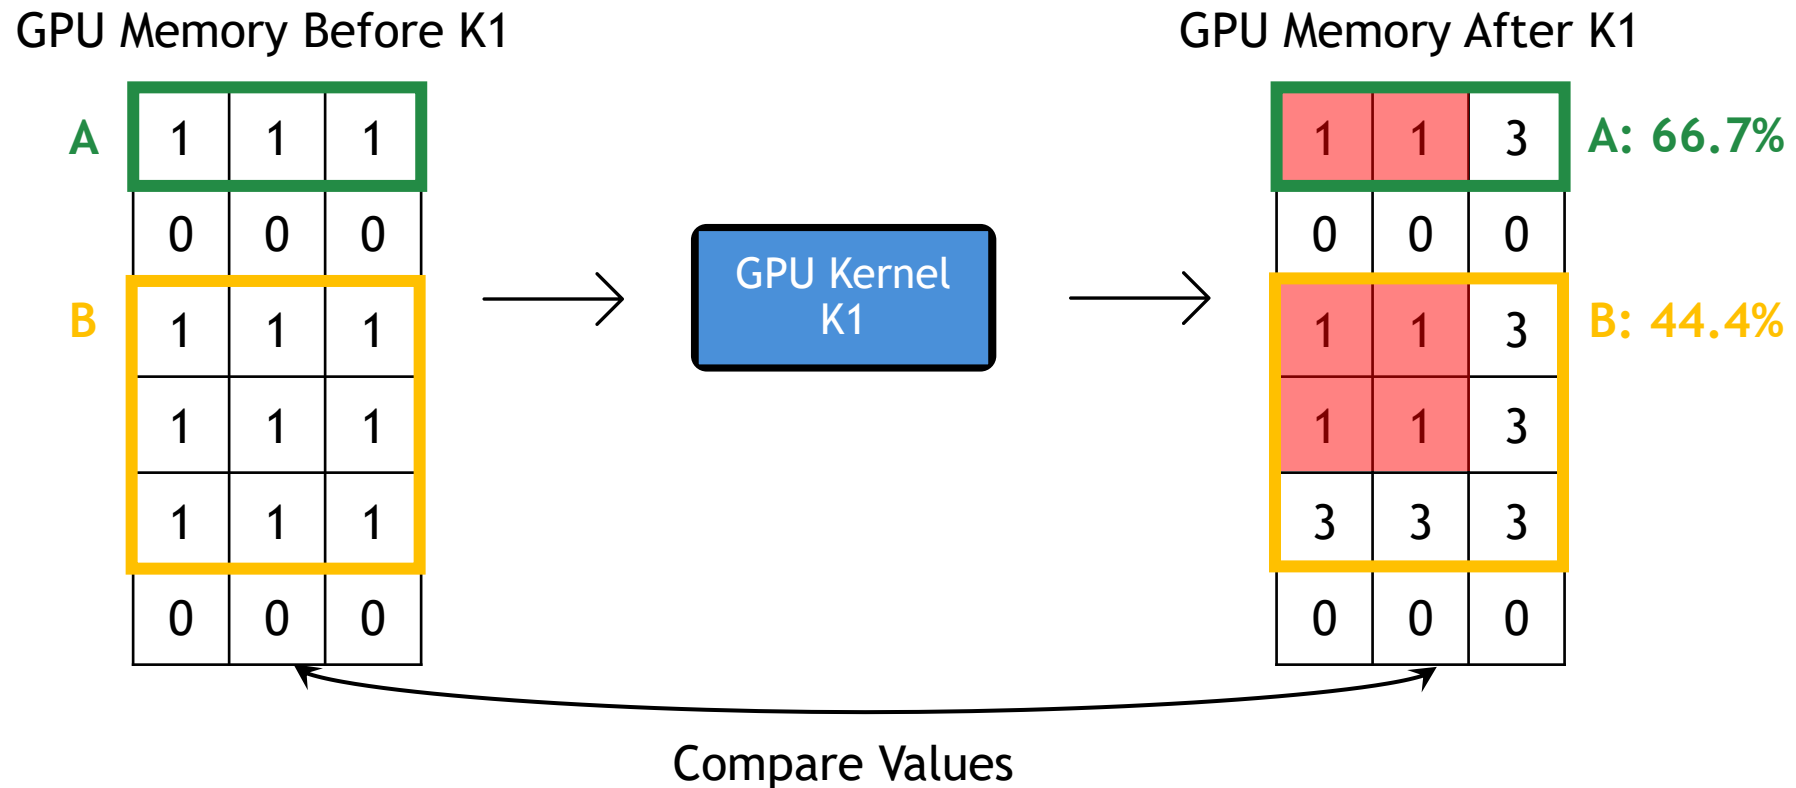 GPU Memory Before K1
GPU Memory After K1
A
1 1 1
0 0 0
B
1 1 1
1 1 1
1 1 1
0 0 0
GPU Kernel
K1
1 1 3
A: 66.7%
0 0 0
1 1 3
B: 44.4%
1 1 3
3 3 3
0 0 0
Compare Values